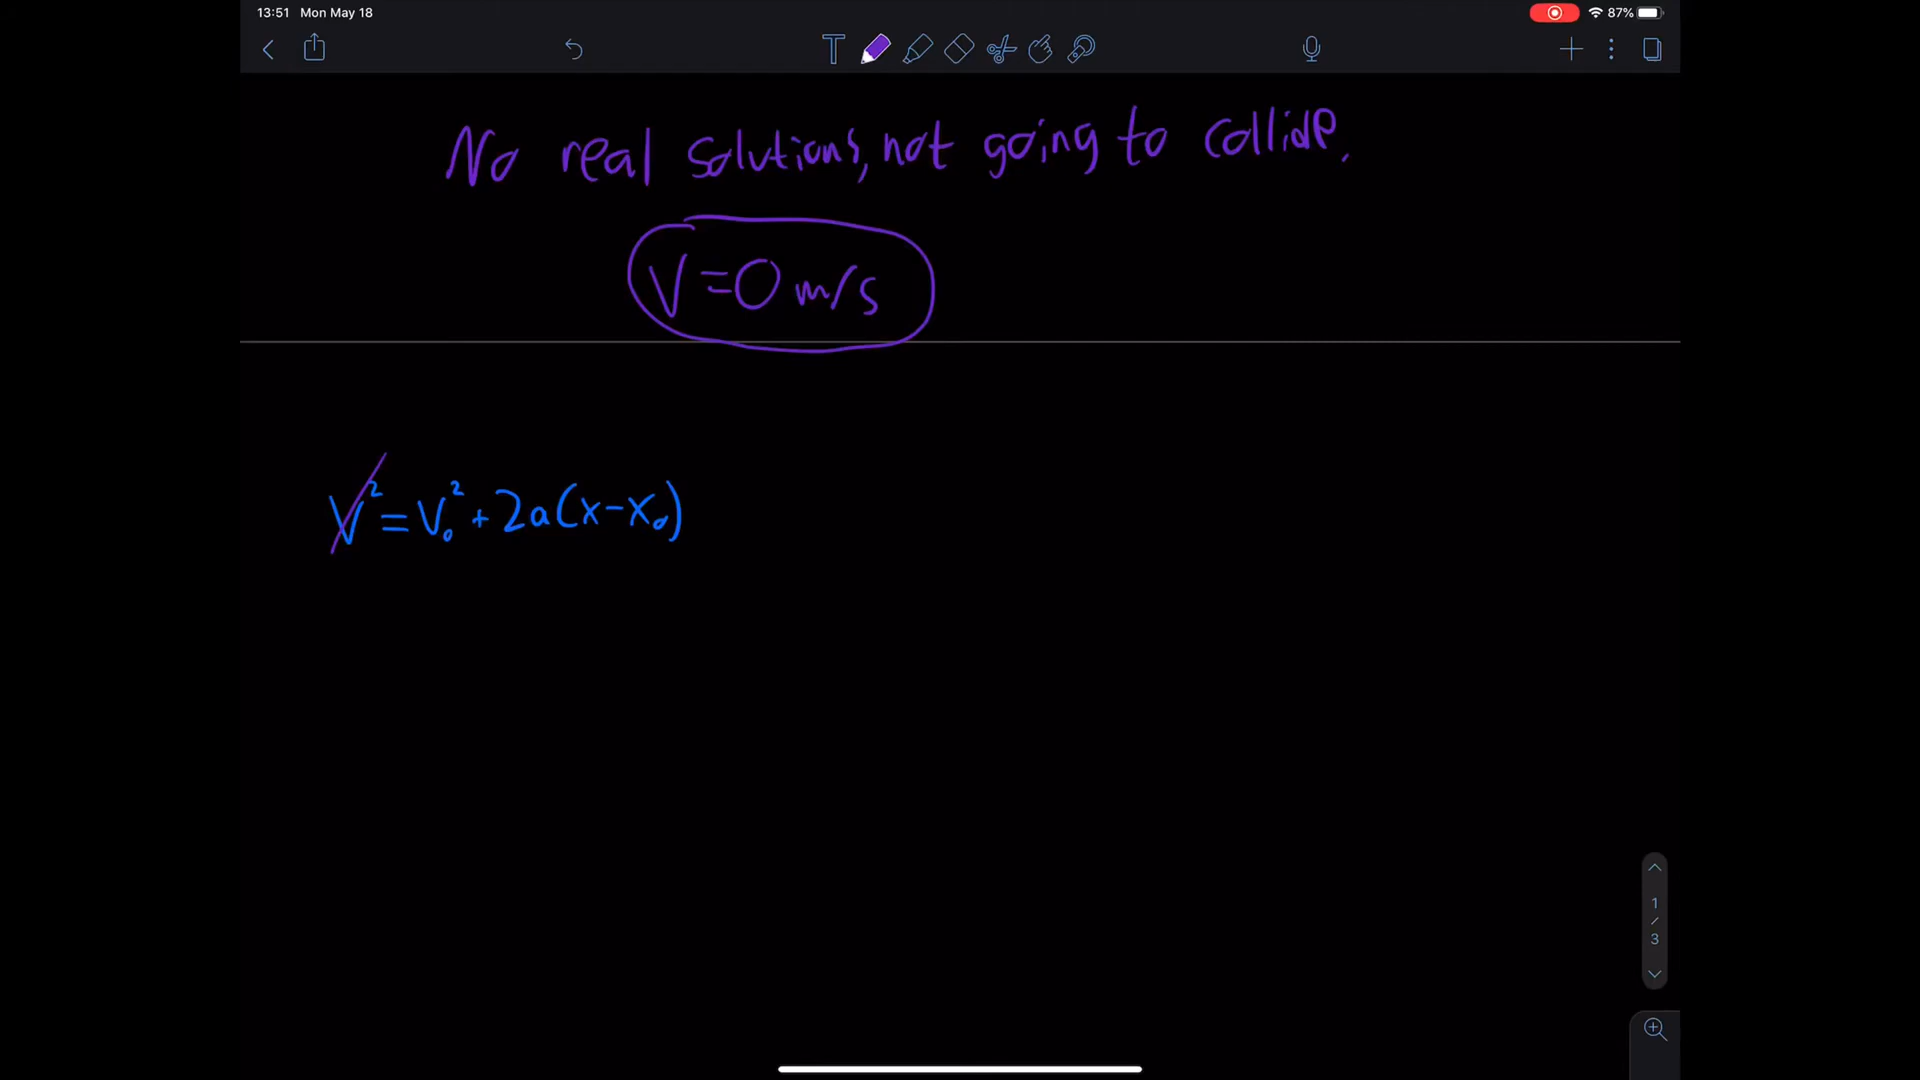 13:51 Mon May 18 87%
No real solutions, not going to collide.
V=0 m/s
V²=V₀²+2a(x-x₀)
1
/
3